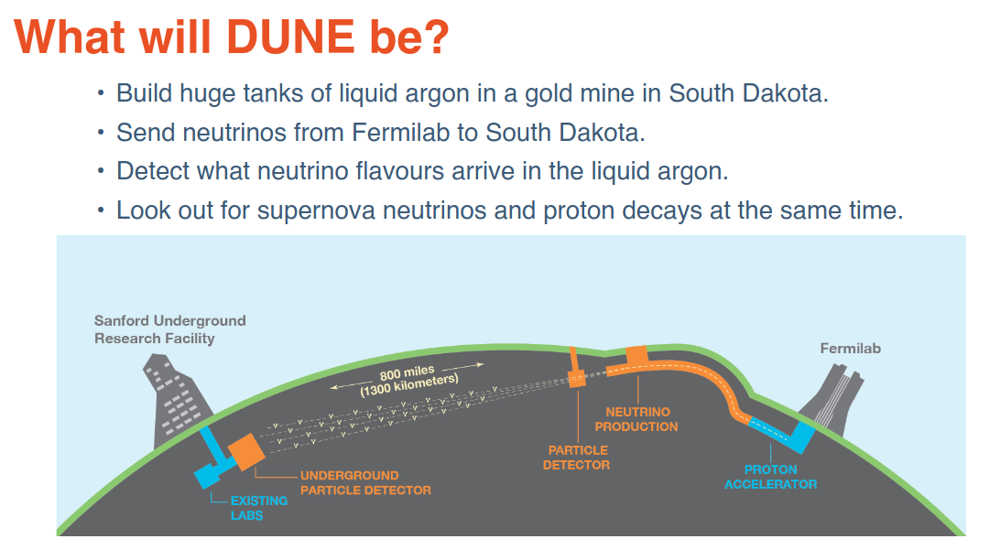 What will DUNE be?
• Build huge tanks of liquid argon in a gold mine in South Dakota.
• Send neutrinos from Fermilab to South Dakota.
• Detect what neutrino flavours arrive in the liquid argon.
• Look out for supernova neutrinos and proton decays at the same time.
Sanford Underground
Research Facility
Fermilab
800 miles
(1300 kilometers)
NEUTRINO
PRODUCTION
PARTICLE
DETECTOR
PROTON
ACCELERATOR
UNDERGROUND
PARTICLE DETECTOR
EXISTING
LABS